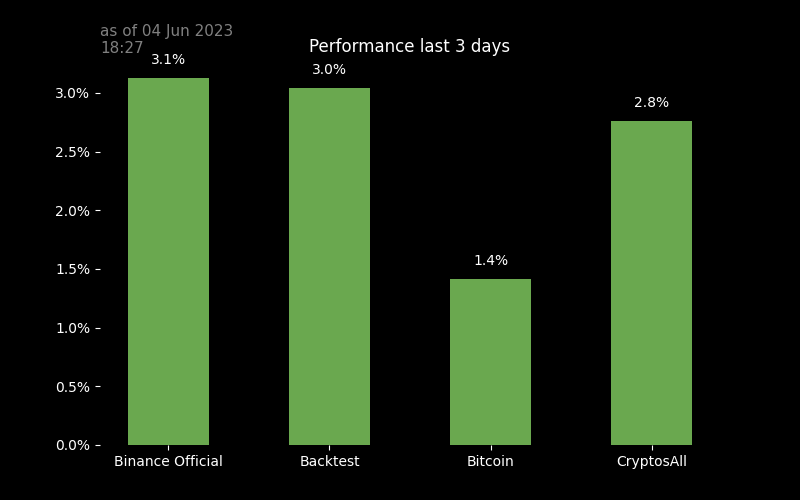 as of 04 Jun 2023
18:27
Performance last 3 days
3.1%
3.0%
1.4%
2.8%
3.0%
2.5%
2.0%
1.5%
1.0%
0.5%
0.0%
Binance Official
Backtest
Bitcoin
CryptosAll